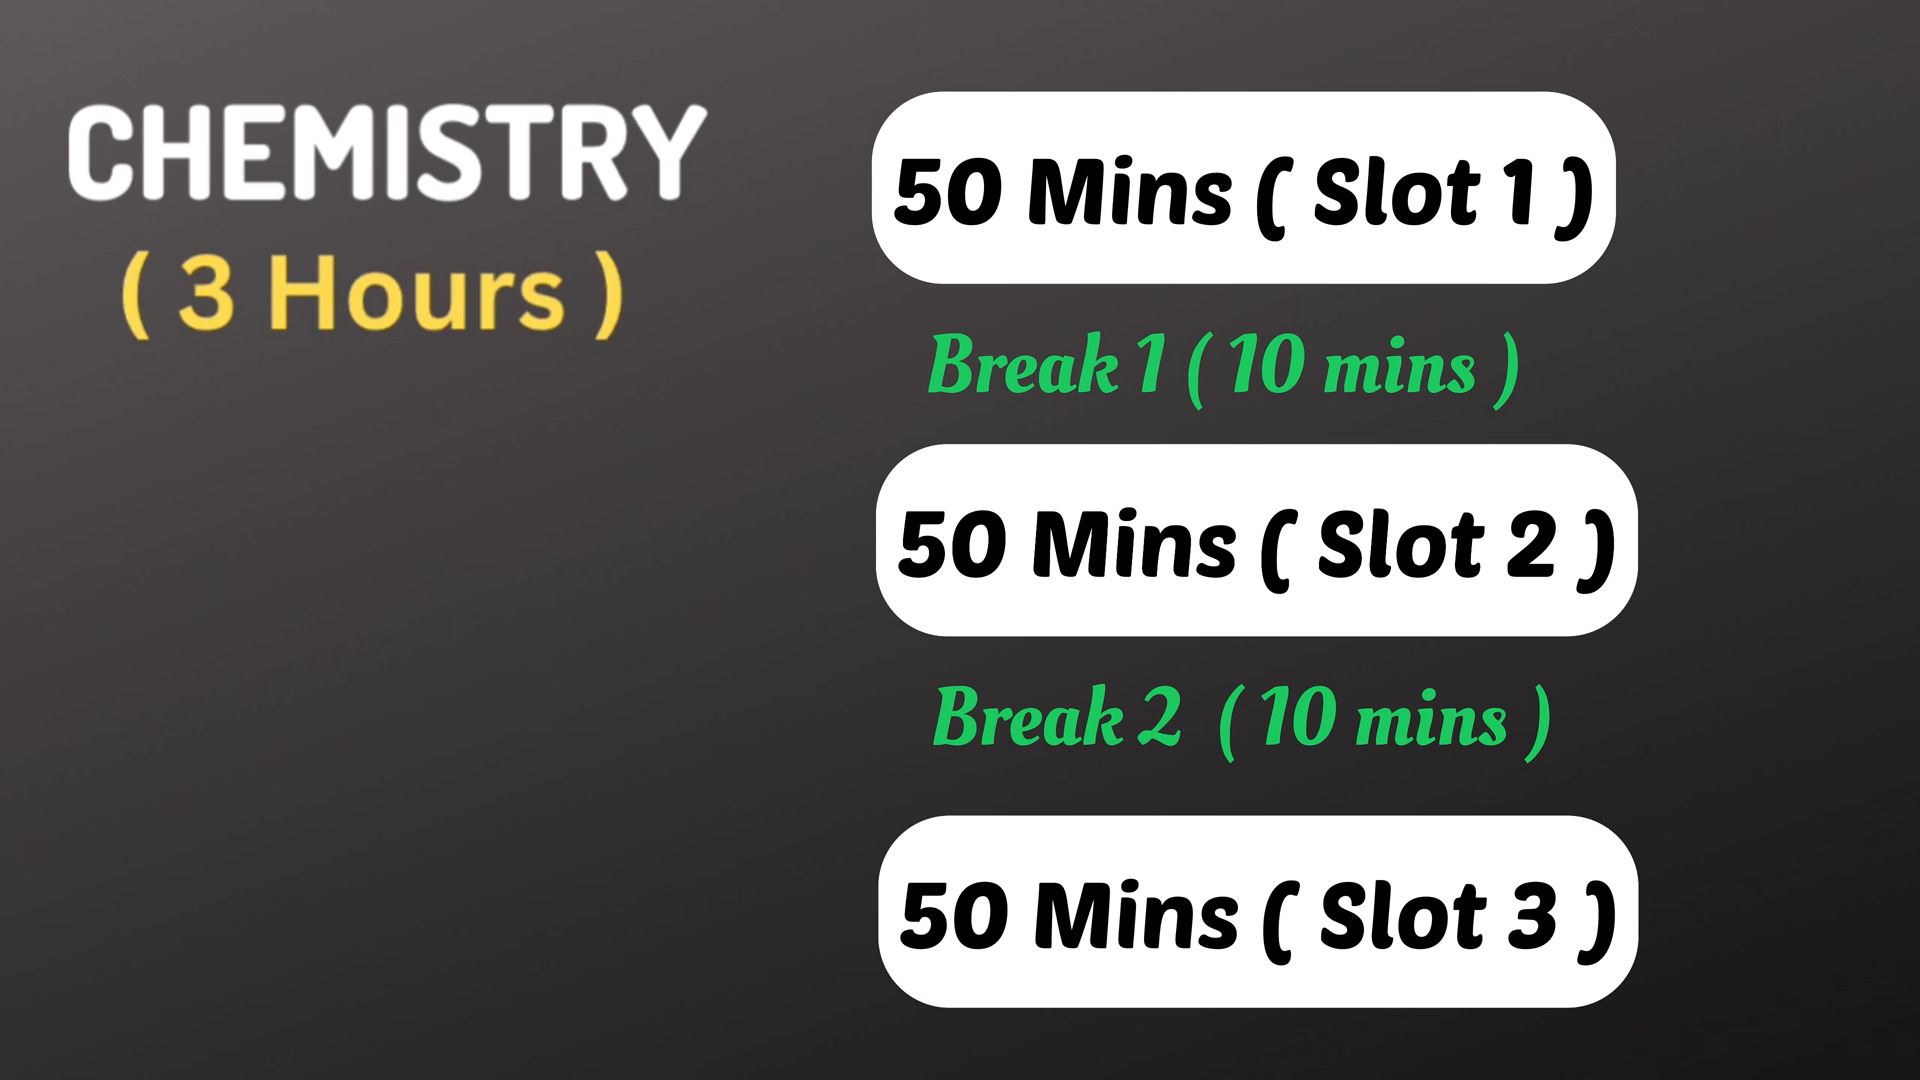 CHEMISTRY
( 3 Hours )
50 Mins ( Slot 1 )
Break 1 ( 10 mins )
50 Mins ( Slot 2 )
Break 2 ( 10 mins )
50 Mins ( Slot 3 )